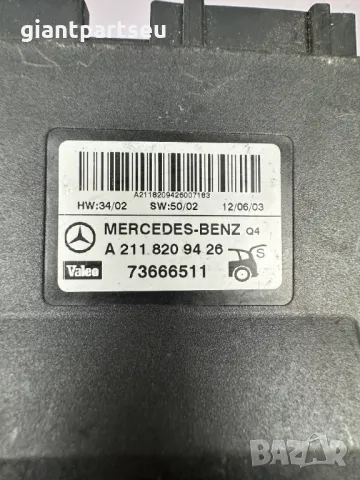 giantpartseu
A2118209426007183
HW:34/02 SW:50/02 12/06/03
MERCEDES-BENZ Q4
A 211 820 94 26
S
Valeo 73666511
BAZAR